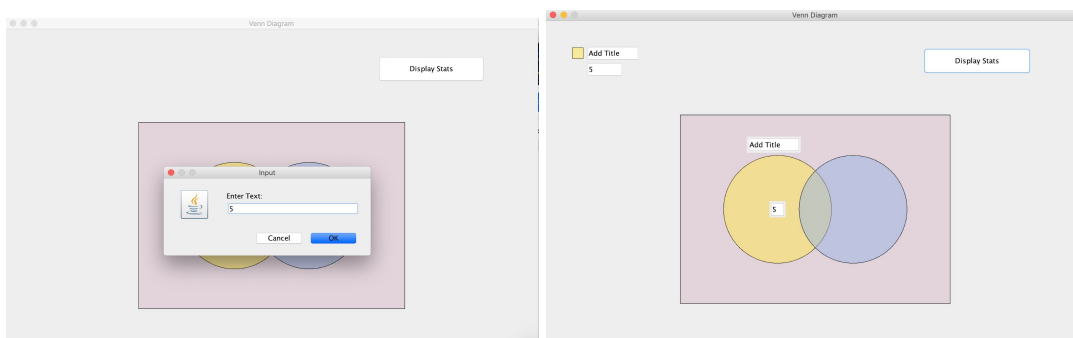 Venn Diagram
Display Stats
Input
Enter Text:
5
Cancel
OK
Venn Diagram
Add Title
5
Display Stats
Add Title
5